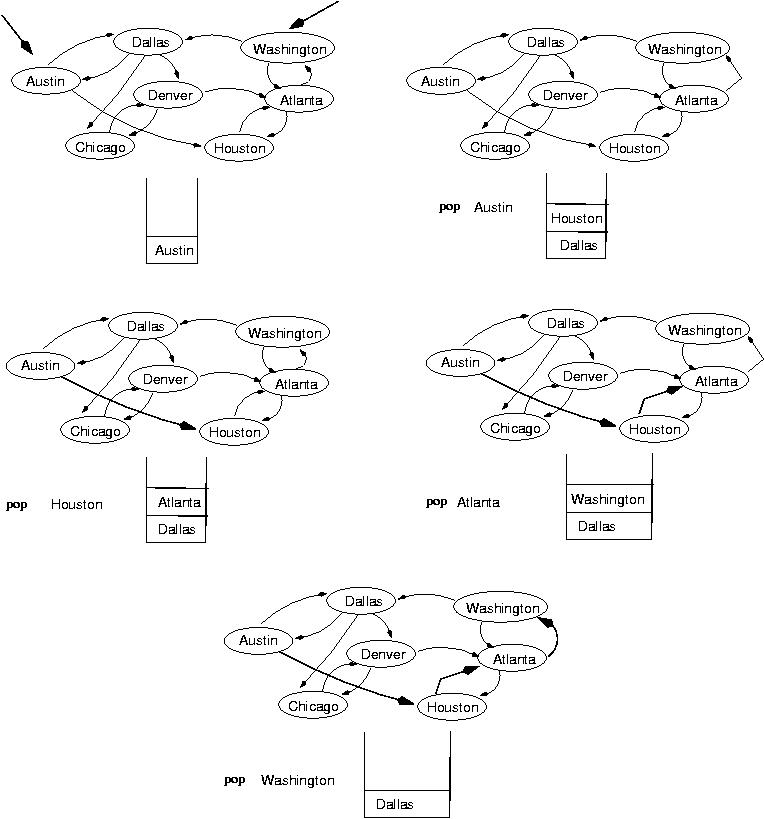 Dallas
Washington
Austin
Denver
Atlanta
Chicago
Houston
Austin
Dallas
Washington
Austin
Denver
Atlanta
Chicago
Houston
pop Austin
Houston
Dallas
Dallas
Washington
Austin
Denver
Atlanta
Chicago
Houston
pop Houston
Atlanta
Dallas
Dallas
Washington
Austin
Denver
Atlanta
Chicago
Houston
pop Atlanta
Washington
Dallas
Dallas
Washington
Austin
Denver
Atlanta
Chicago
Houston
pop Washington
Dallas